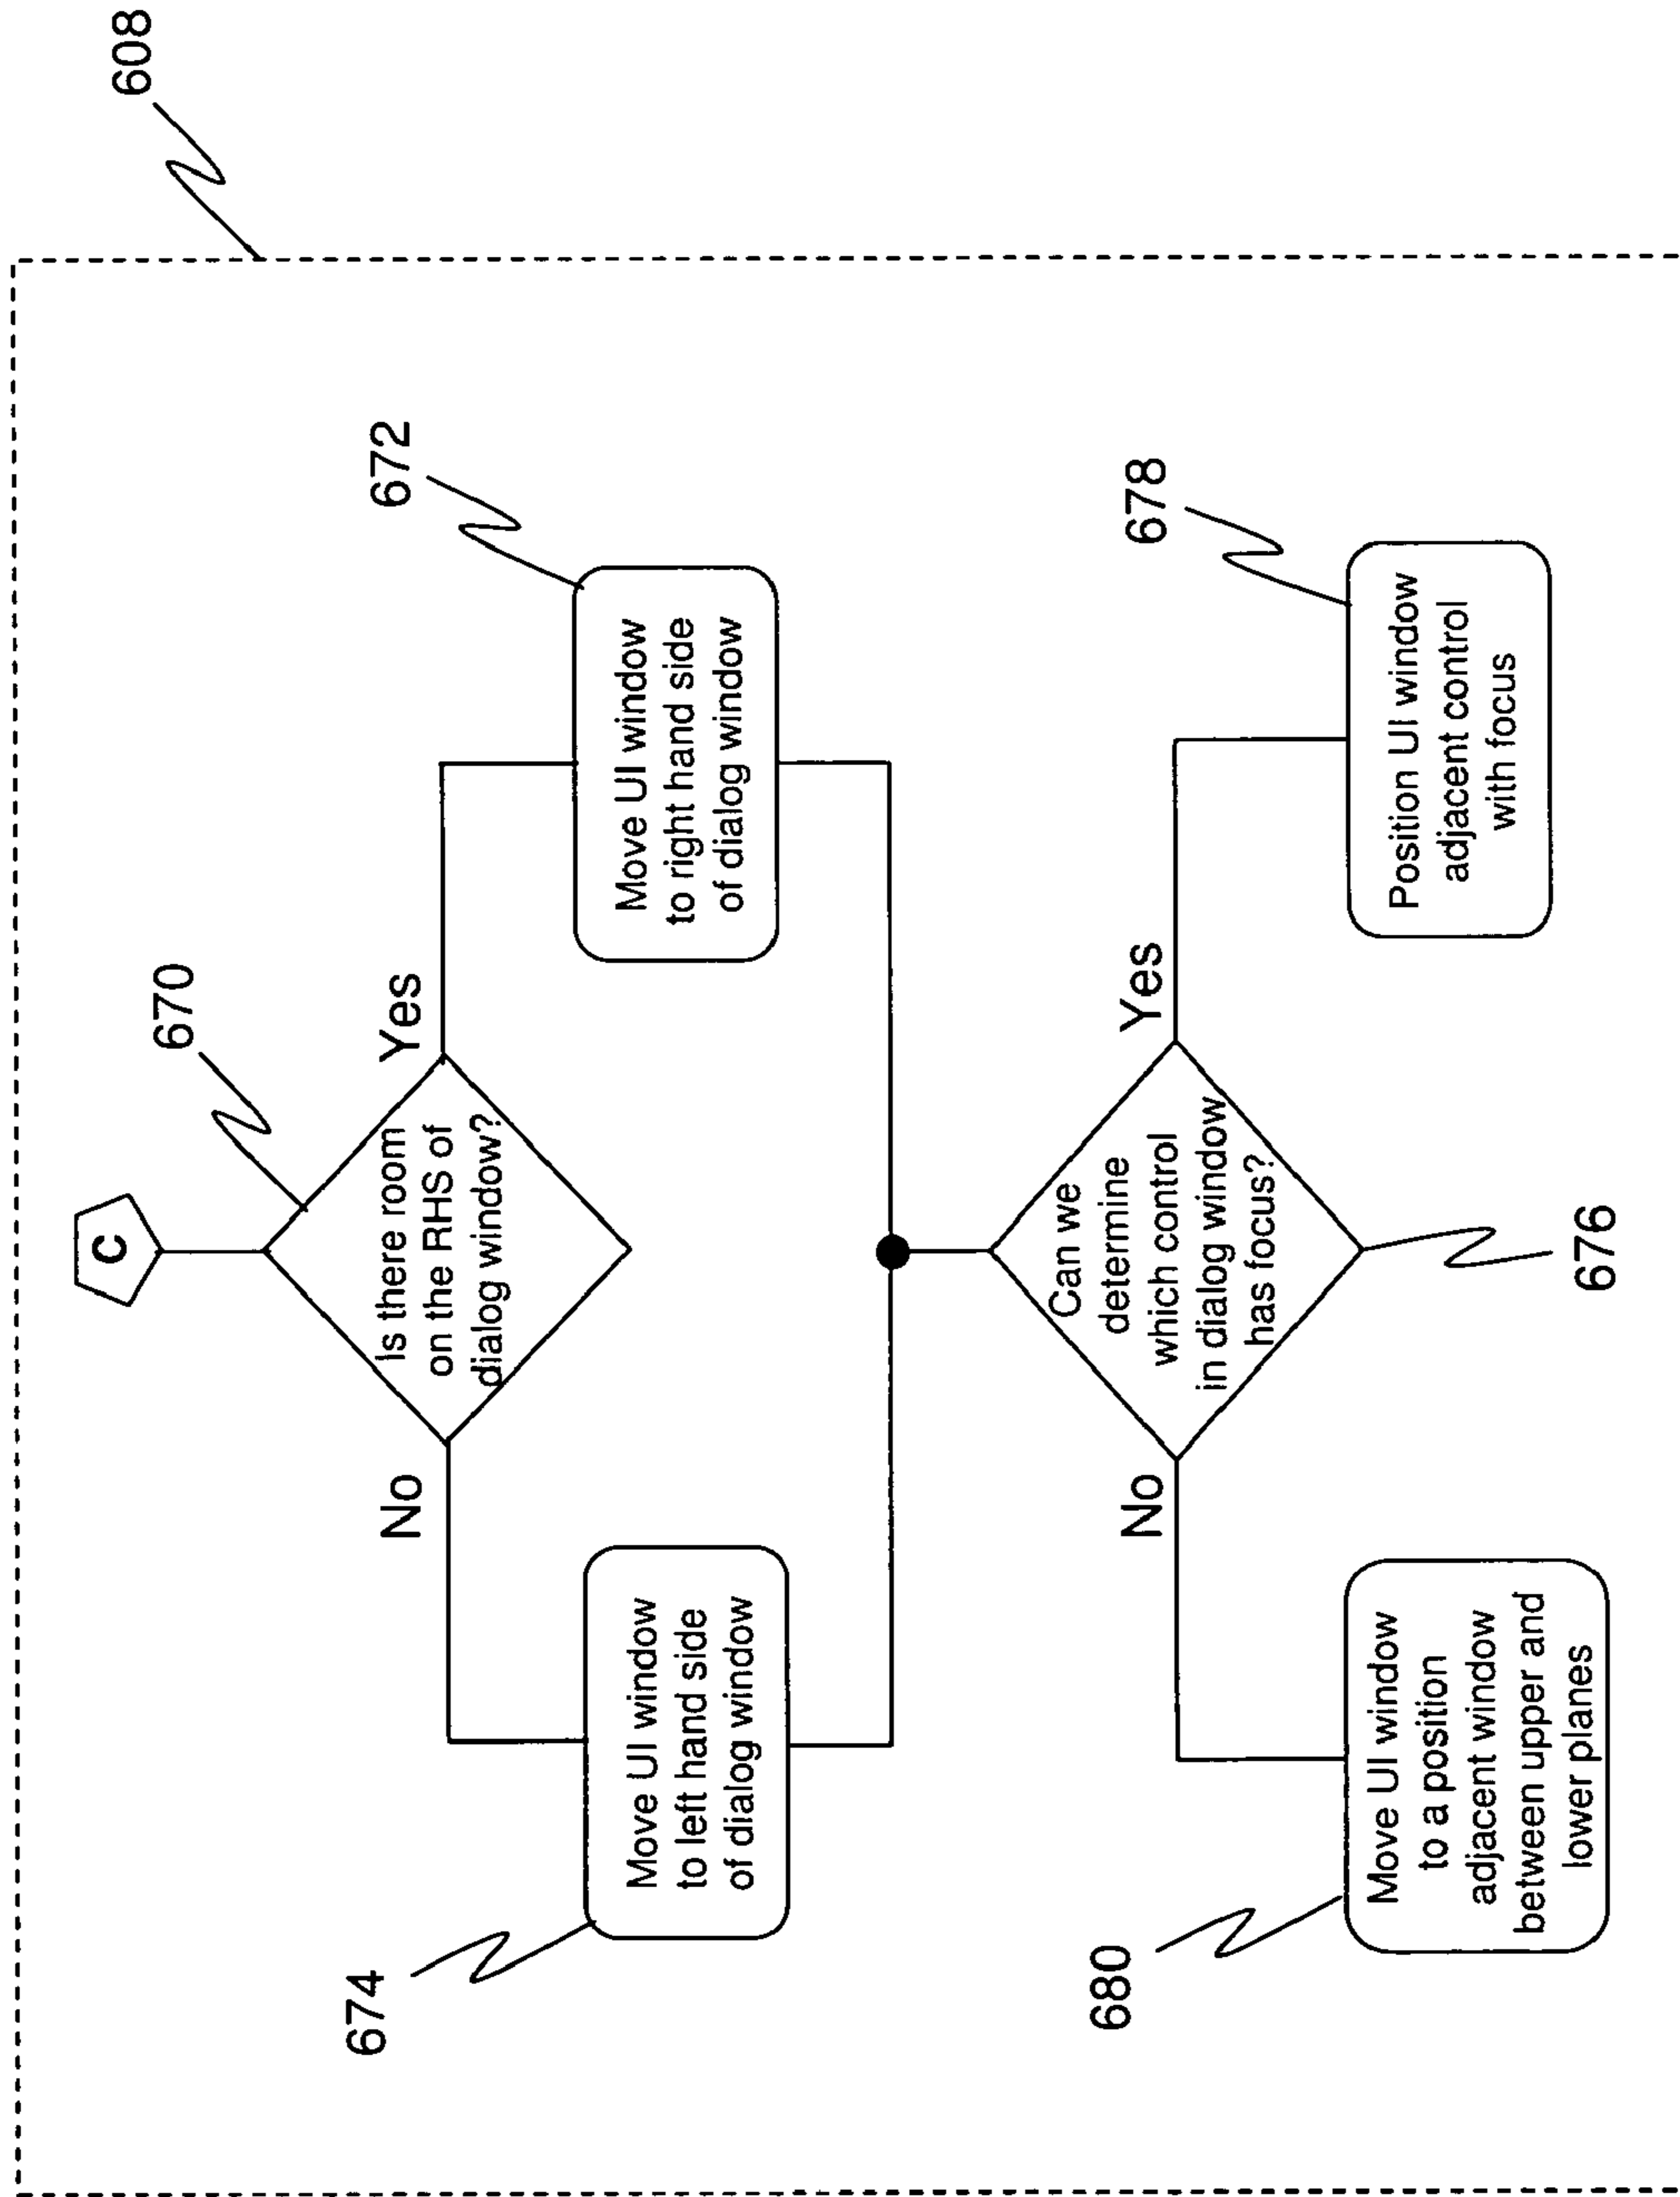 608
C
670
Is there room
on the RHS of
dialog window?
No
Yes
674
Move UI window
to left hand side
of dialog window
672
Move UI window
to right hand side
of dialog window
Can we
determine
which control
in dialog window
has focus?
No
Yes
676
680
Move UI window
to a position
adjacent window
between upper and
lower planes
678
Position UI window
adjacent control
with focus